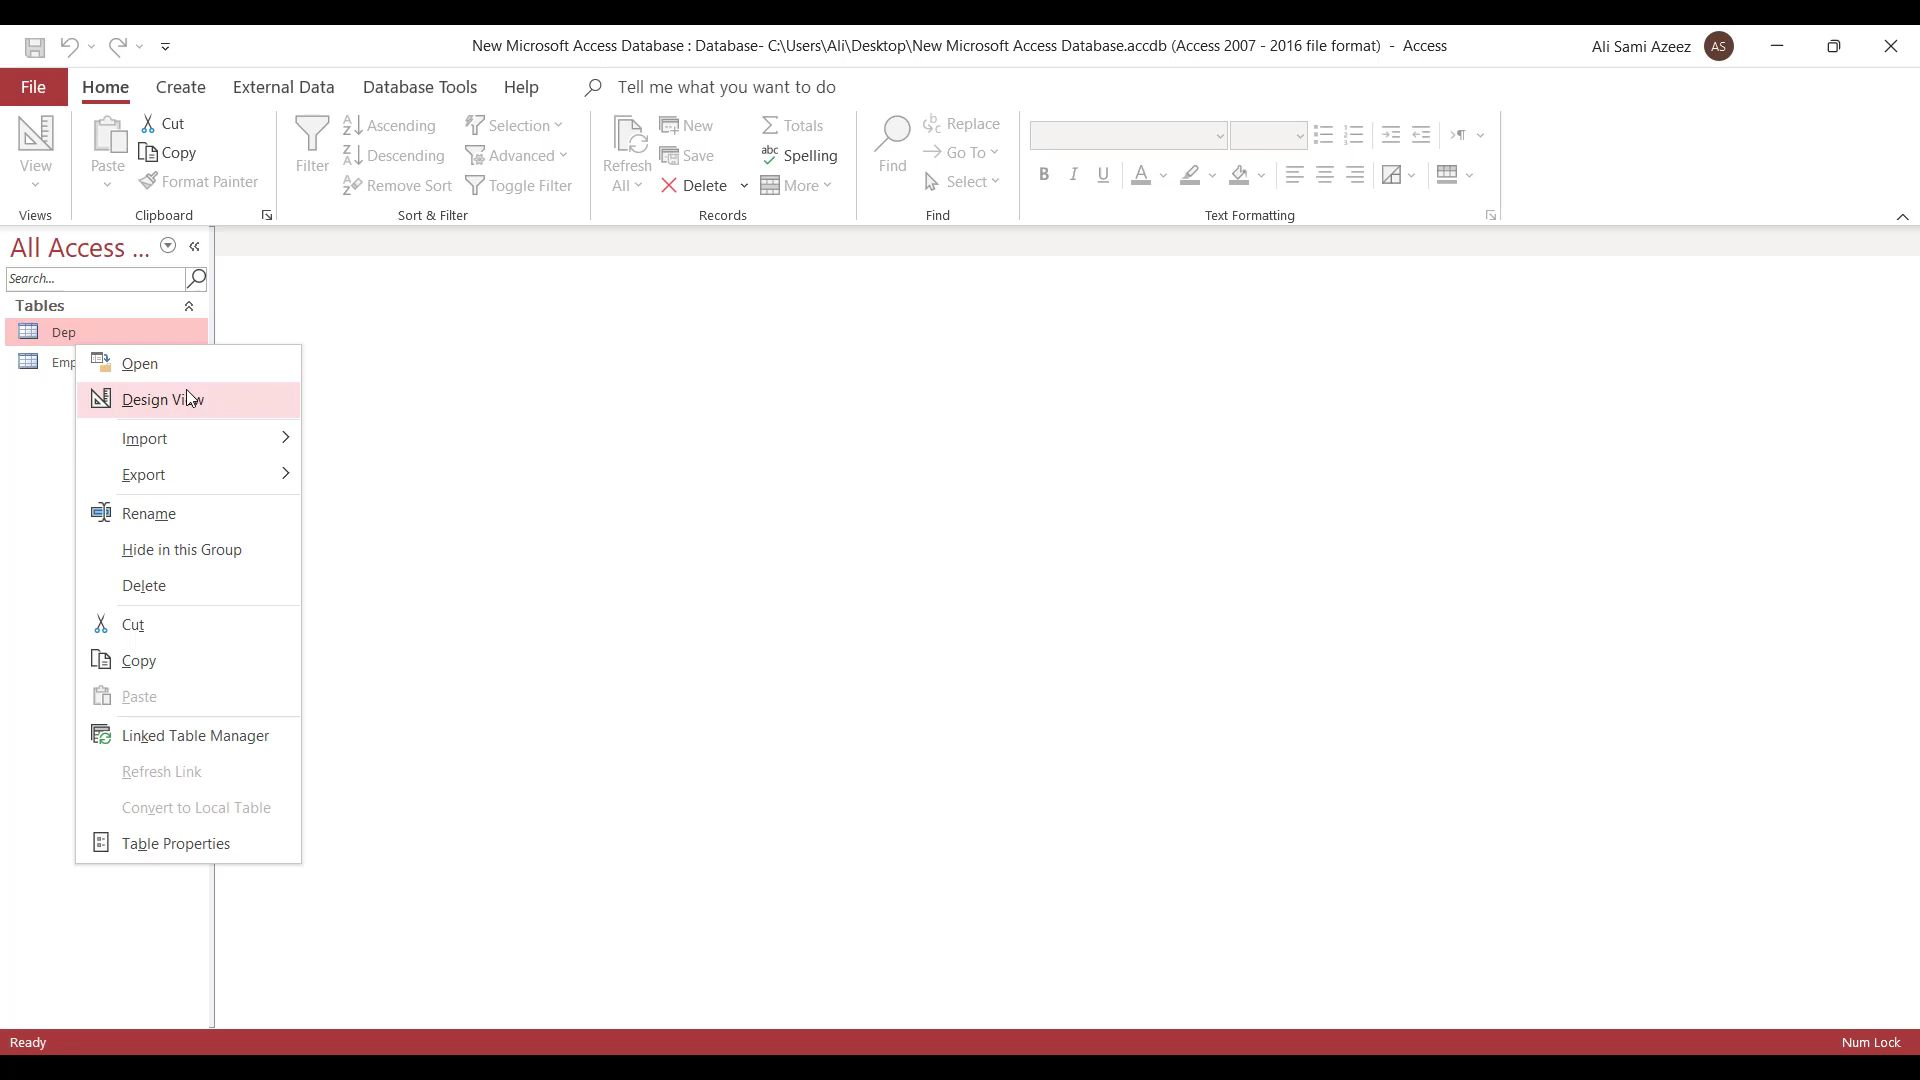 New Microsoft Access Database : Database- C:\Users\Ali\Desktop\New Microsoft Access Database.accdb (Access 2007 - 2016 file format) - Access
Ali Sami Azeez AS
File Home Create External Data Database Tools Help Tell me what you want to do
View
Views
Paste
Cut
Copy
Format Painter
Clipboard
Filter
Ascending
Descending
Remove Sort
Selection
Advanced
Toggle Filter
Sort & Filter
Refresh
All
New
Save
Delete
Totals
Spelling
More
Records
Find
Replace
Go To
Select
Find
B I U A
Text Formatting
All Access ...
Search...
Tables
Dep
Emp
Open
Design View
Import
Export
Rename
Hide in this Group
Delete
Cut
Copy
Paste
Linked Table Manager
Refresh Link
Convert to Local Table
Table Properties
Ready
Num Lock